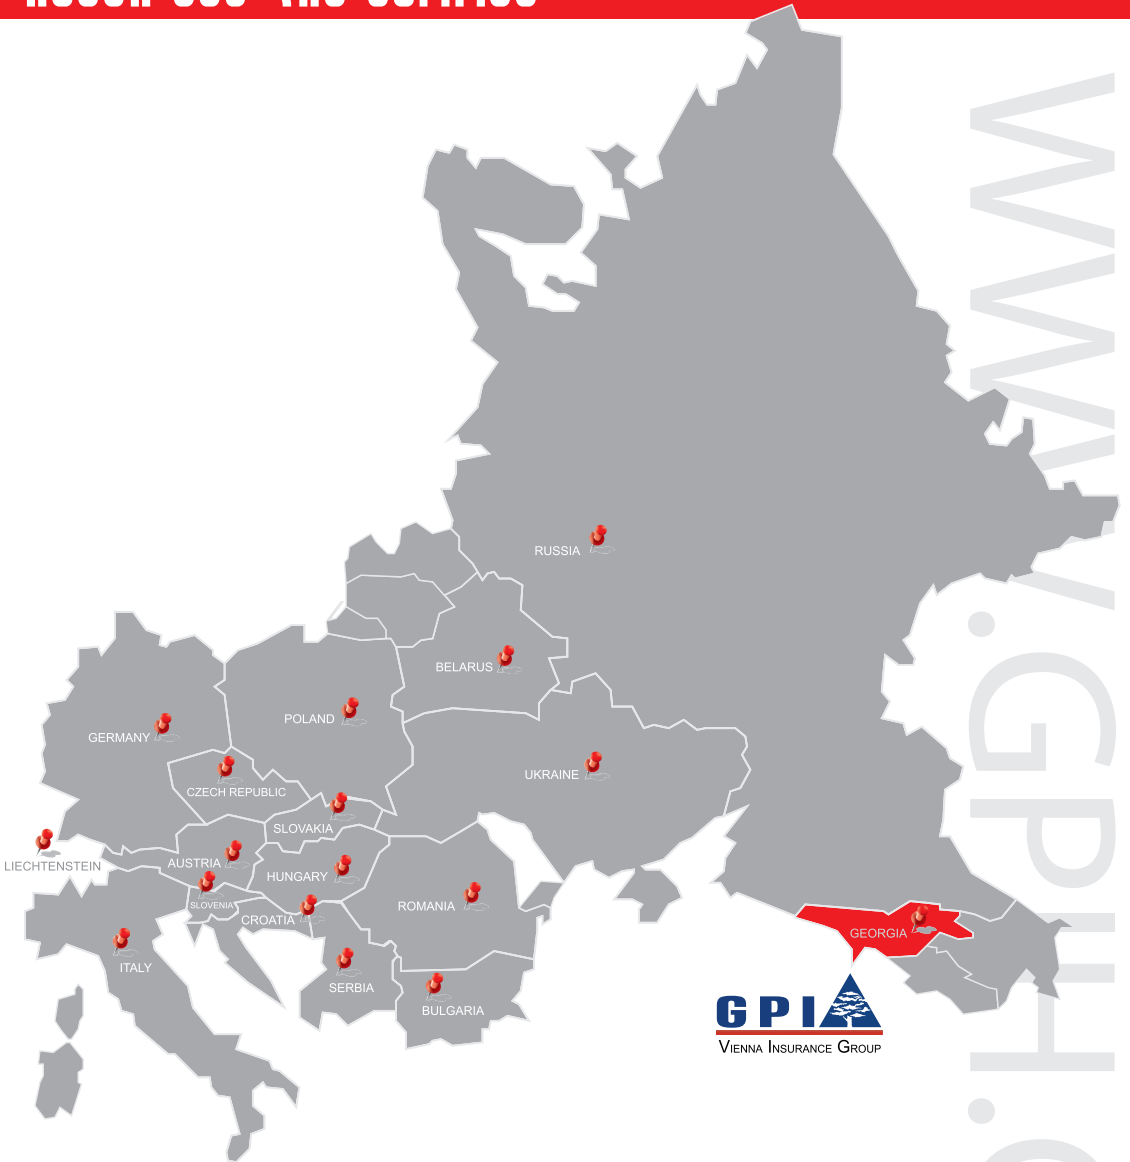 RUSSIA
BELARUS
POLAND
GERMANY
UKRAINE
CZECH REPUBLIC
SLOVAKIA
LIECHTENSTEIN
AUSTRIA
HUNGARY
SLOVENIA
ROMANIA
CROATIA
GEORGIA
ITALY
SERBIA
BULGARIA
GPI
VIENNA INSURANCE GROUP
WWW.GPIH.